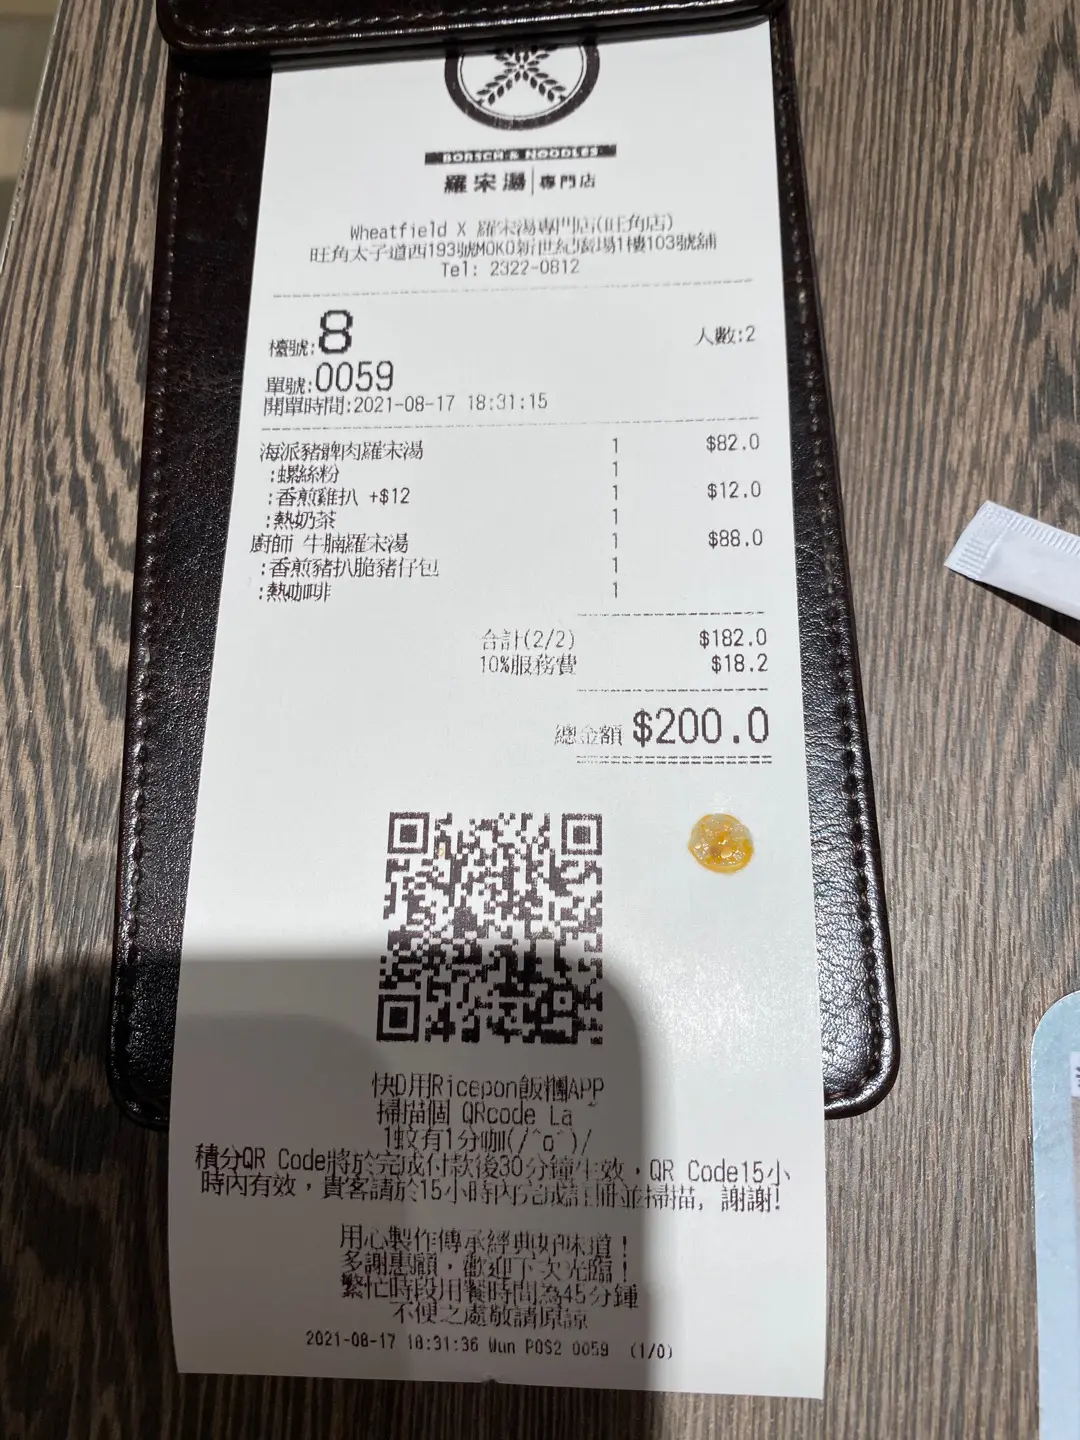 BORSCH & NOODLES
羅宋湯 專門店
Wheatfield X 羅宋湯專門店(旺角店)
旺角太子道西193號MOKO新世紀廣場1樓103號舖
Tel: 2322-0812
檯號:8 人數:2
單號:0059
開單時間:2021-08-17 18:31:15
海派豬髀肉羅宋湯 1 $82.0
:螺絲粉 1
:香煎雞扒 +$12 1 $12.0
:熱奶茶 1
廚師 牛腩羅宋湯 1 $88.0
:香煎豬扒脆豬仔包 1
:熱咖啡 1
合計(2/2) $182.0
10%服務費 $18.2
總金額 $200.0
快D用Ricepon飯糰APP
掃描個 QRcode La
1蚊有1分咖(/^o^)/
積分QR Code將於完成付款後30分鐘生效，QR Code15小
時內有效，貴客請於15小時內完成註冊並掃描, 謝謝!
用心製作傳承經典好味道！
多謝惠顧，歡迎下次光臨！
繁忙時段用餐時間為45分鐘
不便之處敬請原諒
2021-08-17 18:31:36 Wun POS2 0059 (1/0)